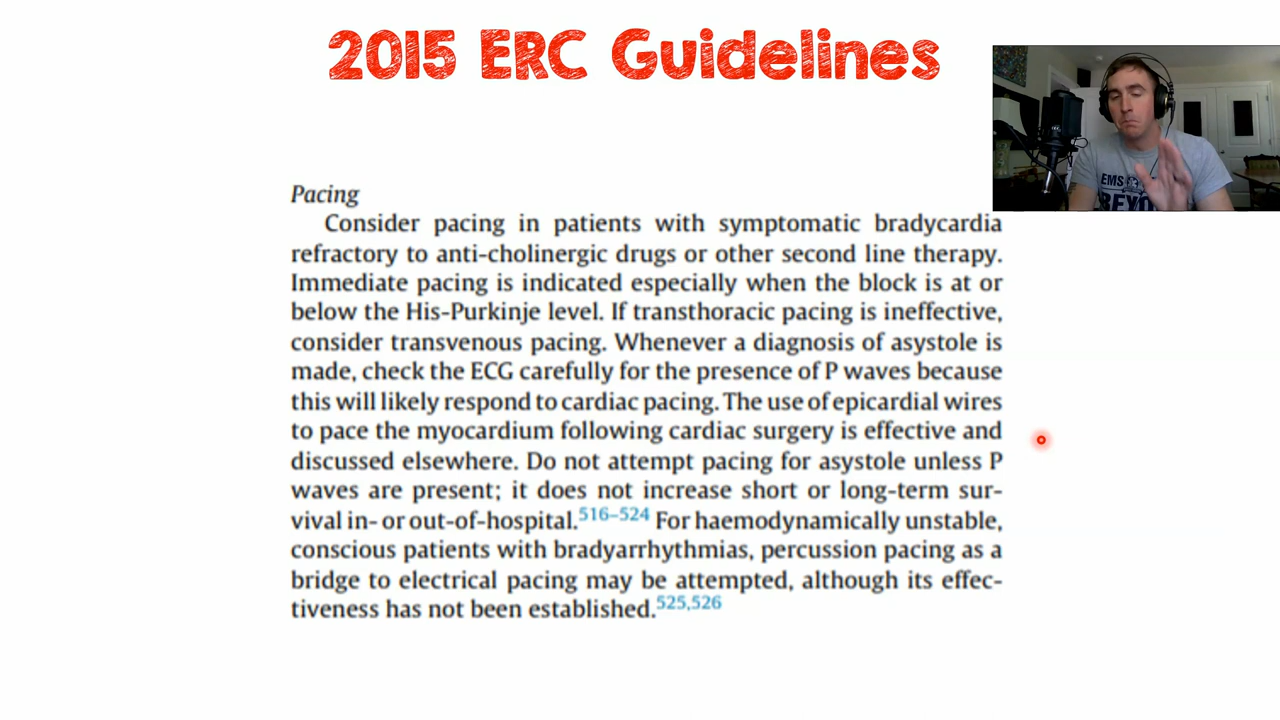 2015 ERC Guidelines
Pacing
Consider pacing in patients with symptomatic bradycardia
refractory to anti-cholinergic drugs or other second line therapy.
Immediate pacing is indicated especially when the block is at or
below the His-Purkinje level. If transthoracic pacing is ineffective,
consider transvenous pacing. Whenever a diagnosis of asystole is
made, check the ECG carefully for the presence of P waves because
this will likely respond to cardiac pacing. The use of epicardial wires
to pace the myocardium following cardiac surgery is effective and
discussed elsewhere. Do not attempt pacing for asystole unless P
waves are present; it does not increase short or long-term sur-
vival in- or out-of-hospital.516–524 For haemodynamically unstable,
conscious patients with bradyarrhythmias, percussion pacing as a
bridge to electrical pacing may be attempted, although its effec-
tiveness has not been established.525,526
EMS